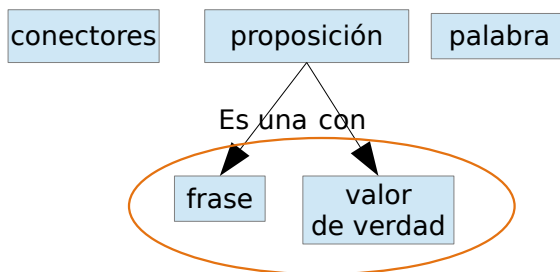 conectores
proposición
palabra
Es una con
frase
valor
de verdad